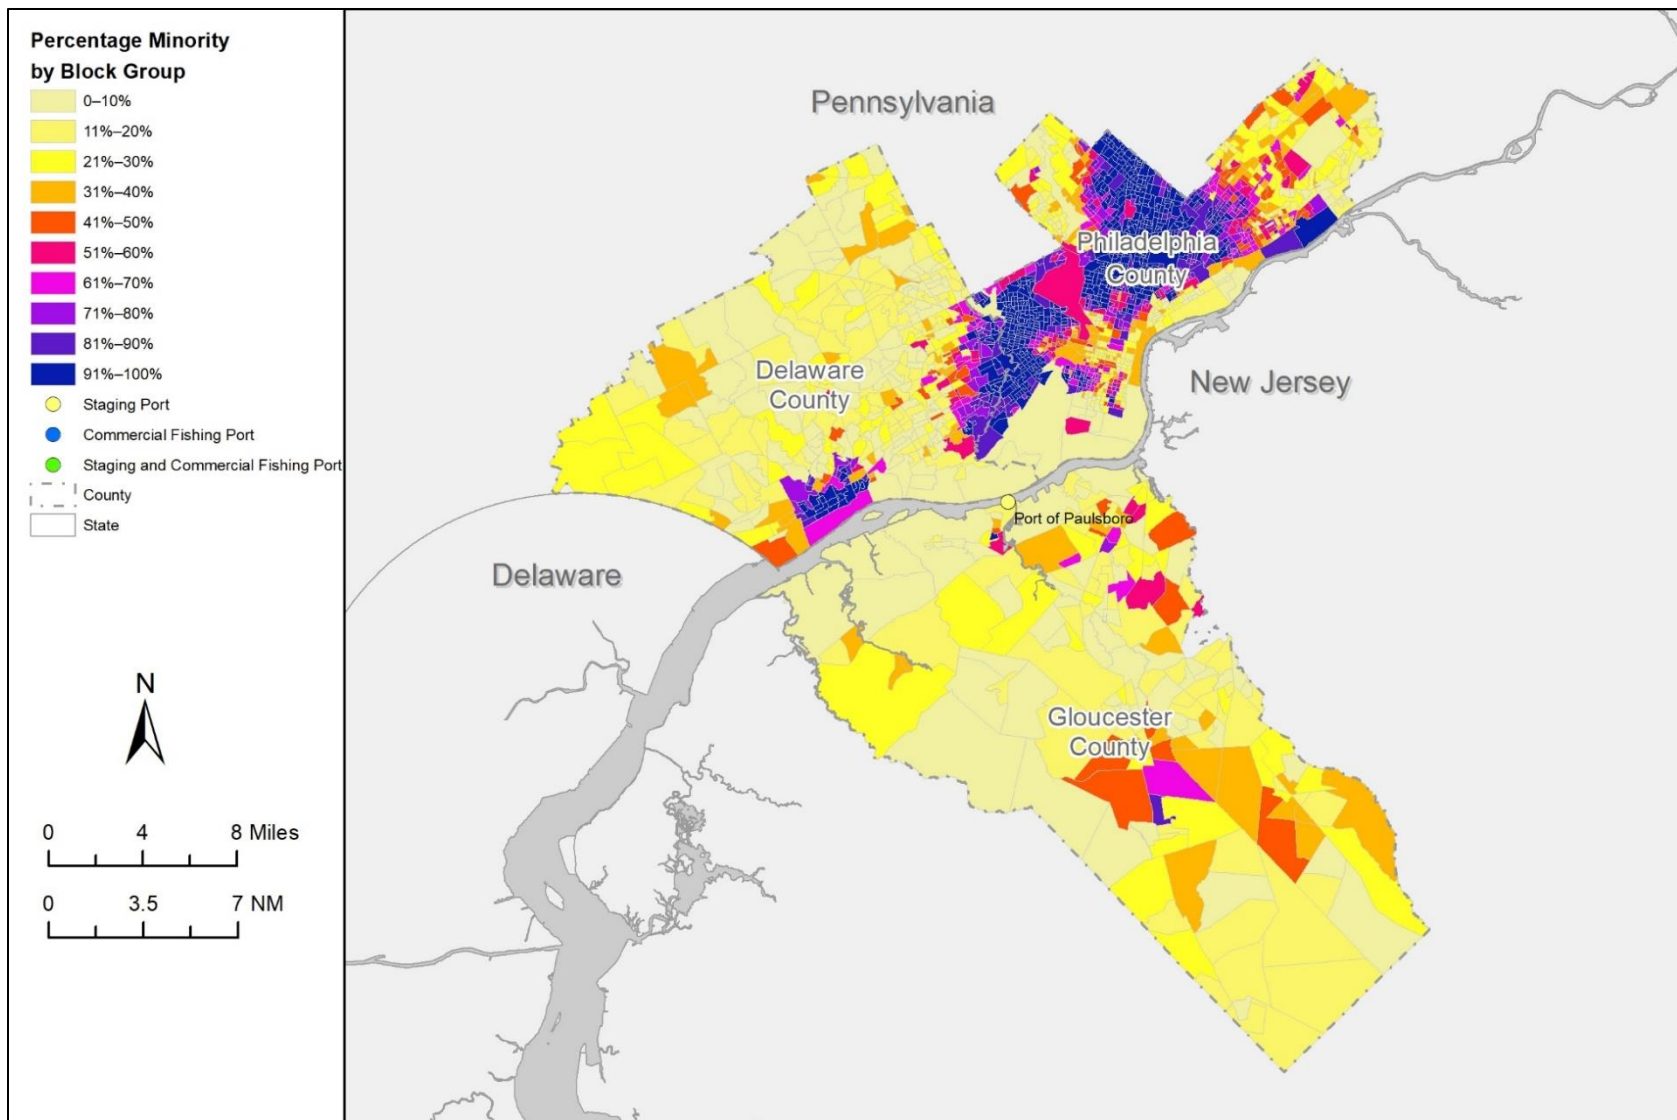 Percentage Minority
by Block Group
0–10%
11%–20%
21%–30%
31%–40%
41%–50%
51%–60%
61%–70%
71%–80%
81%–90%
91%–100%
Staging Port
Commercial Fishing Port
Staging and Commercial Fishing Port
County
State
N
0 4 8 Miles
0 3.5 7 NM
Pennsylvania
Philadelphia
County
Delaware
County
New Jersey
Port of Paulsboro
Delaware
Gloucester
County